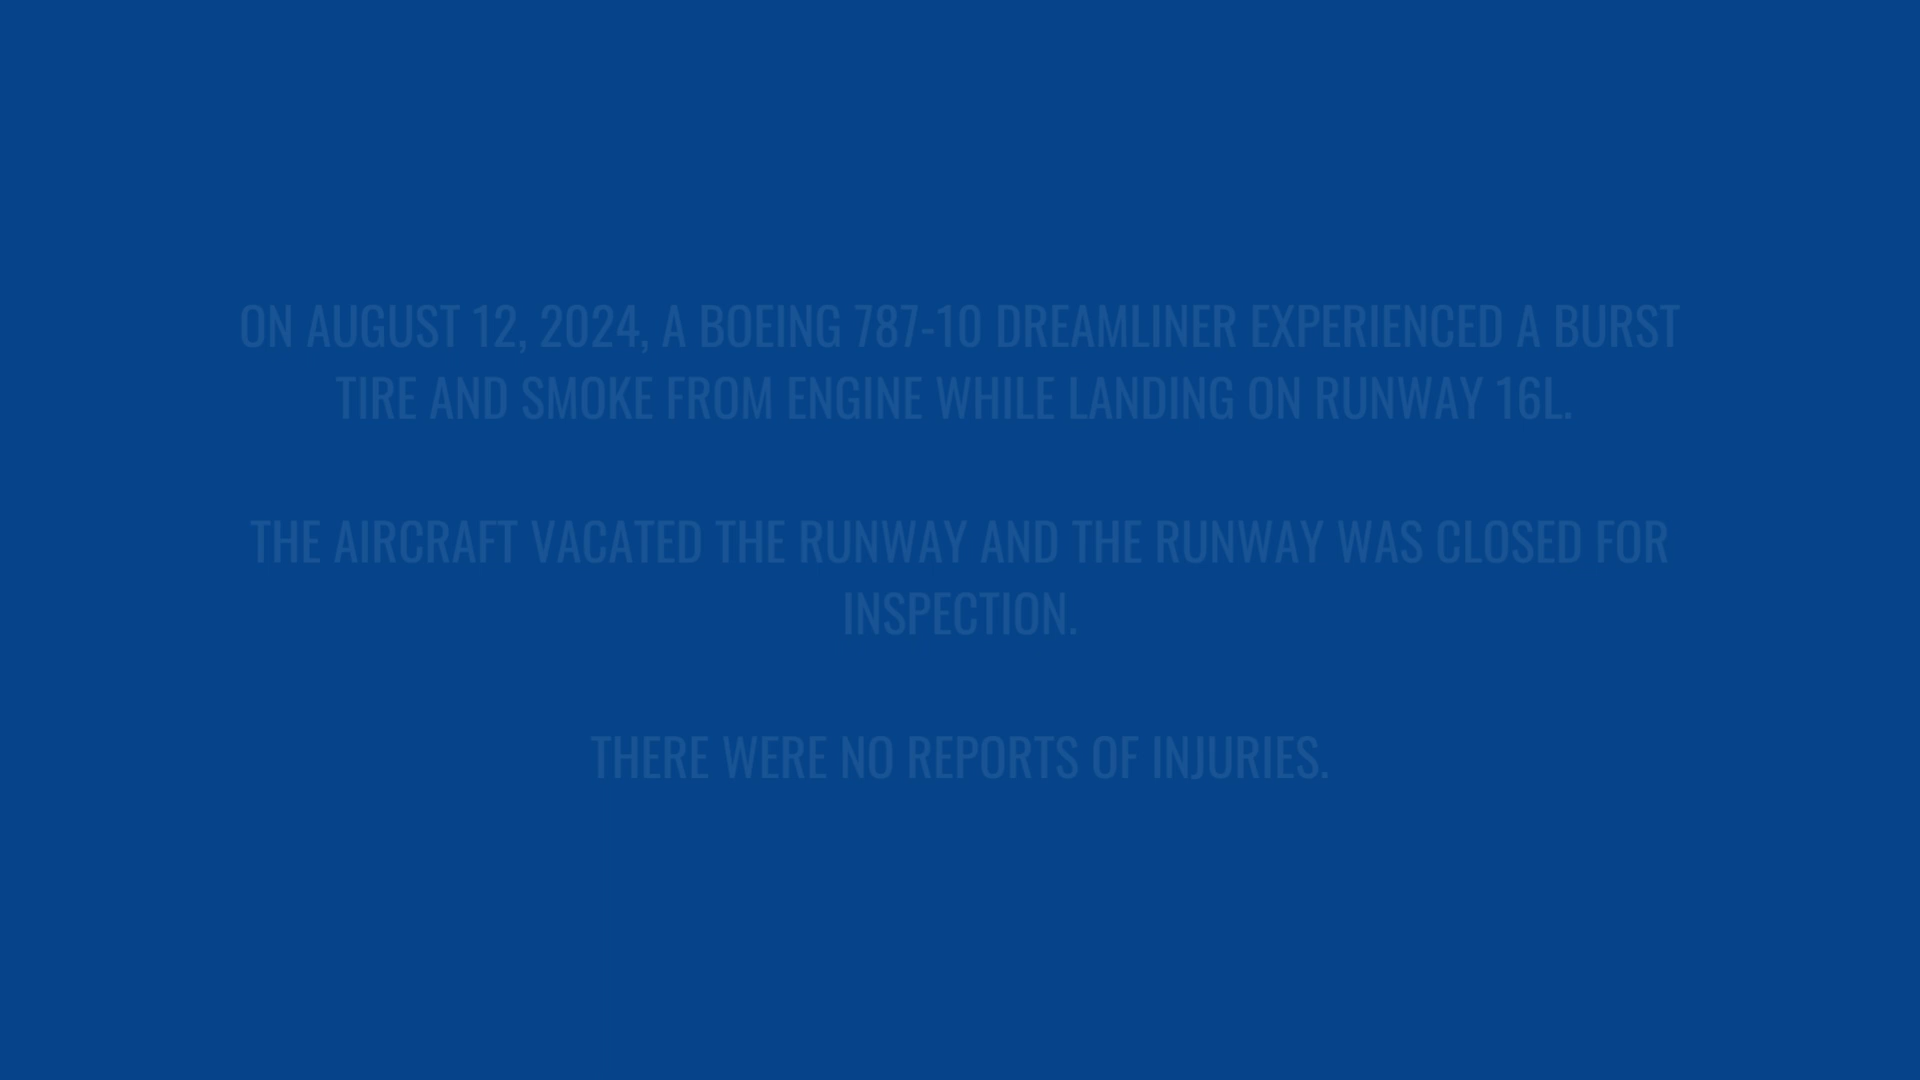 ON AUGUST 12, 2024, A BOEING 787-10 DREAMLINER EXPERIENCED A BURST
TIRE AND SMOKE FROM ENGINE WHILE LANDING ON RUNWAY 16L.
THE AIRCRAFT VACATED THE RUNWAY AND THE RUNWAY WAS CLOSED FOR
INSPECTION.
THERE WERE NO REPORTS OF INJURIES.